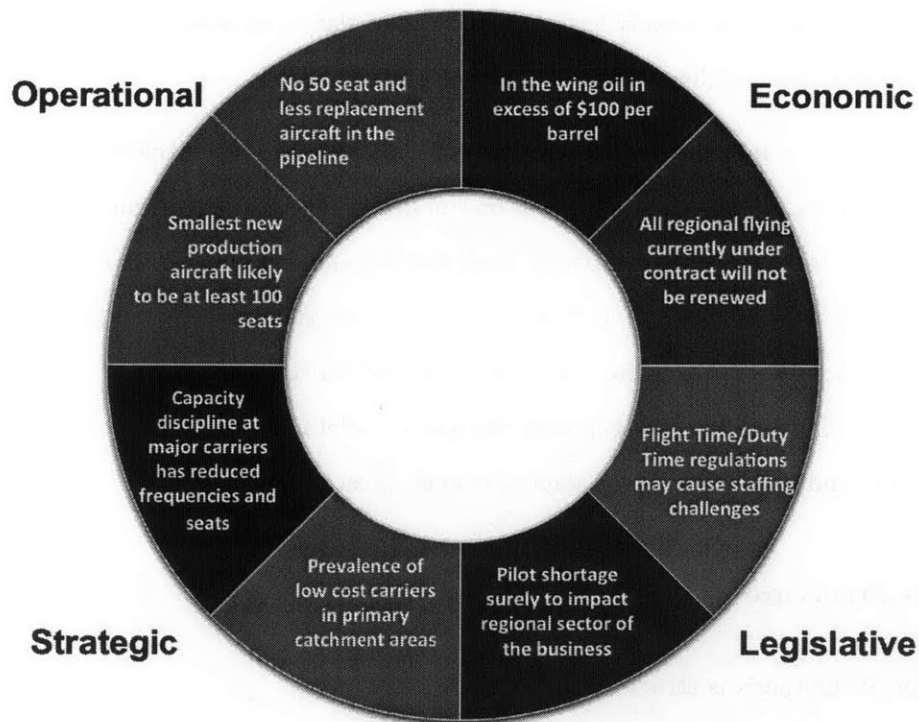 Operational
No 50 seat and
less replacement
aircraft in the
pipeline
In the wing oil in
excess of $100 per
barrel
Economic
Smallest new
production
aircraft likely
to be at least 100
seats
All regional flying
currently under
contract will not
be renewed
Capacity
discipline at
major carriers
has reduced
frequencies and
seats
Flight Time/Duty
Time regulations
may cause staffing
challenges
Prevalence of
low cost carriers
in primary
catchment areas
Pilot shortage
surely to impact
regional sector of
the business
Strategic
Legislative